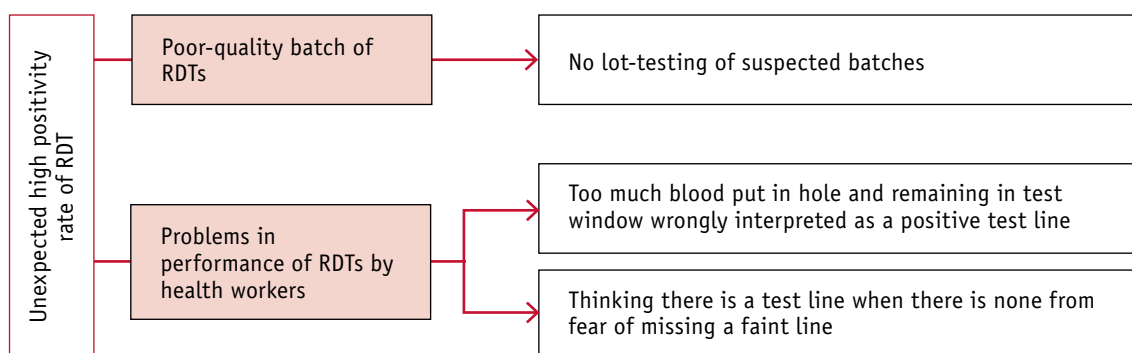 Unexpected high positivity
rate of RDT
Poor-quality batch of
RDTs
No lot-testing of suspected batches
Problems in
performance of RDTs by
health workers
Too much blood put in hole and remaining in test
window wrongly interpreted as a positive test line
Thinking there is a test line when there is none from
fear of missing a faint line